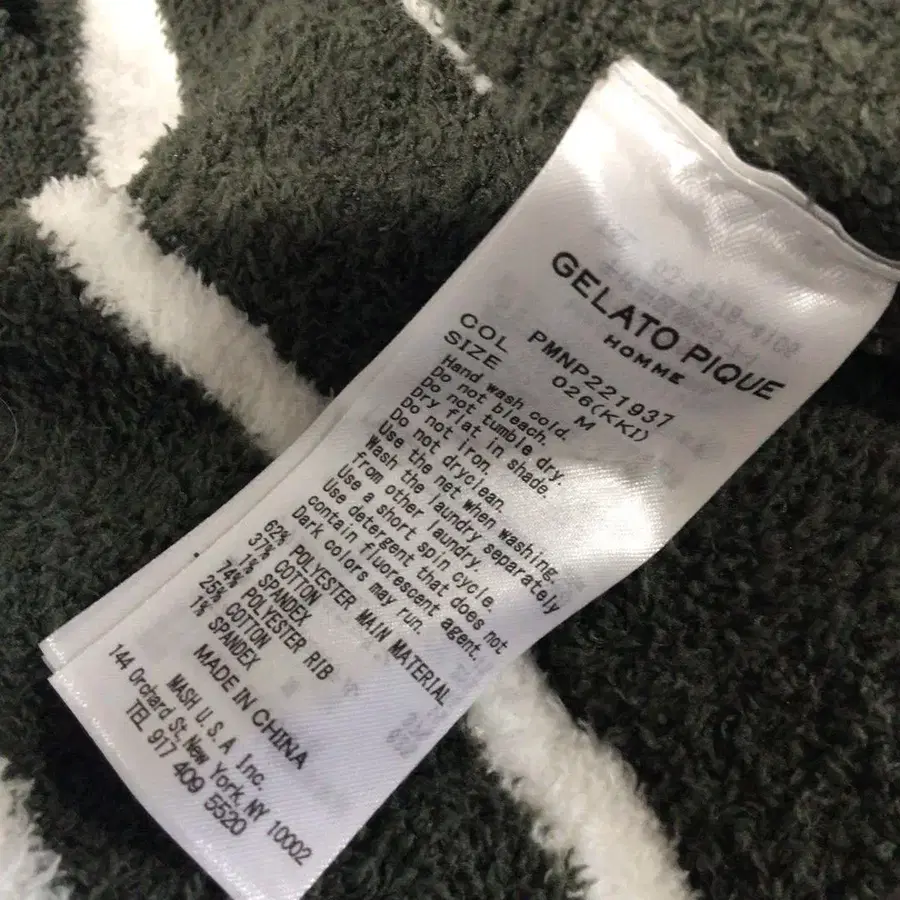 GELATO PIQUE
HOMME
PMNP221937
COL 026(KKI)
SIZE M
Hand wash cold.
Do not bleach.
Do not tumble dry.
Dry flat in shade.
Do not iron.
Do not dryclean.
Use the net when washing.
Wash the laundry separately
from other laundry.
Use a short spin cycle.
Use detergent that does not
contain fluorescent agent.
Dark colors may run.
62% POLYESTER MAIN MATERIAL
37% COTTON
1% SPANDEX
74% POLYESTER RIB
25% COTTON
1% SPANDEX
MADE IN CHINA
MASH U.S.A Inc.
144 Orchard St, New York, NY 10002
TEL 917 409 5520